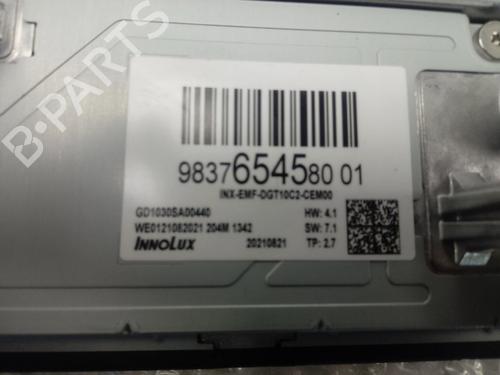 B-PARTS
9837654580 01
INX-EMF-DGT10C2-CEM00
GD1030SA00440 HW: 4.1
WE0121082021 204M 1342 SW: 7.1
INNOLUX 20210821 TP: 2.7